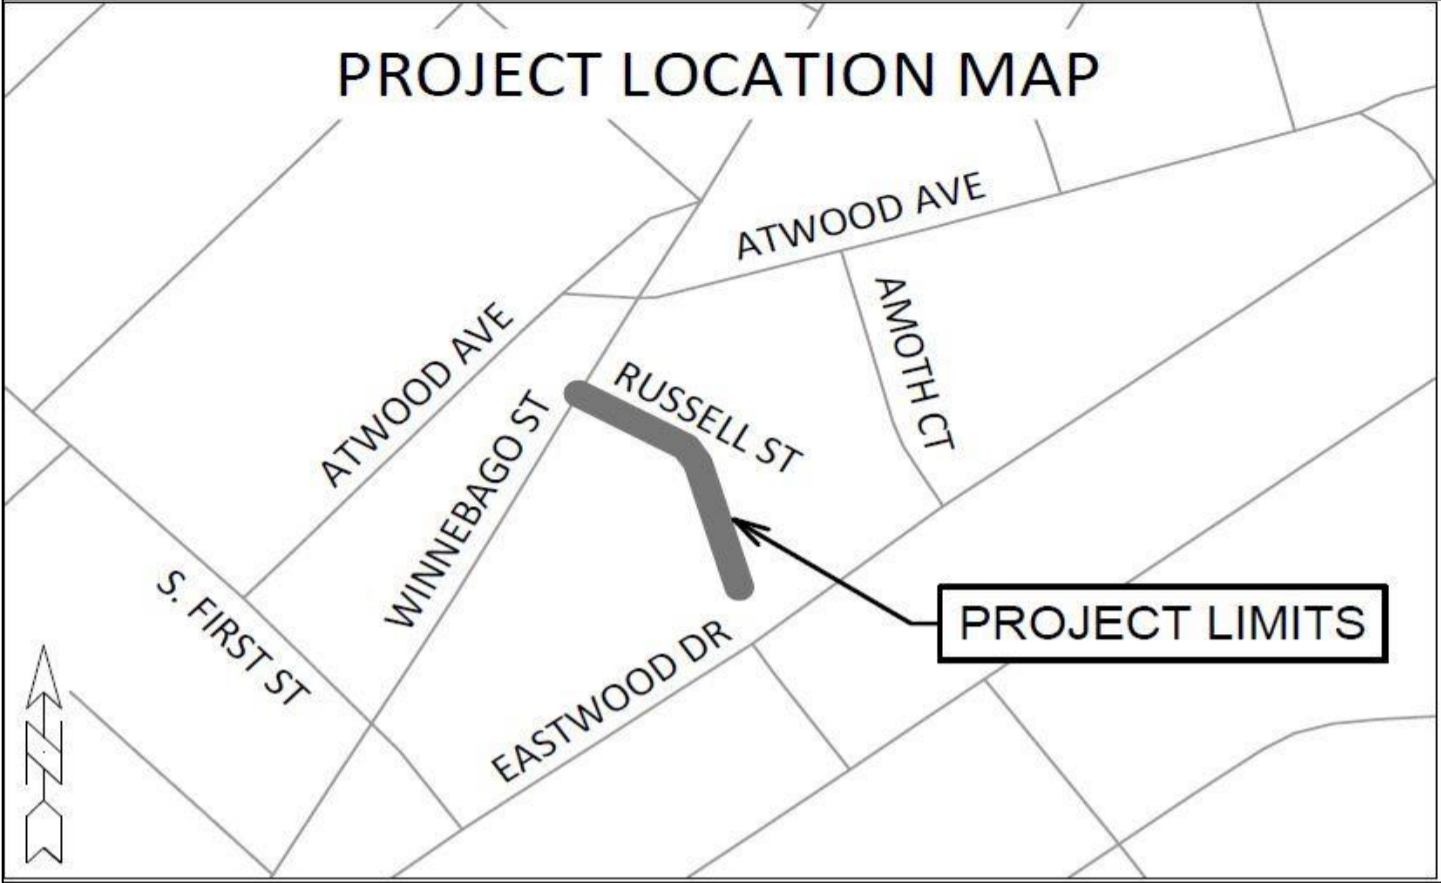 PROJECT LOCATION MAP
ATWOOD AVE
AMOTH CT
ATWOOD AVE
RUSSELL ST
WINNEBAGO ST
S. FIRST ST
PROJECT LIMITS
EASTWOOD DR
N